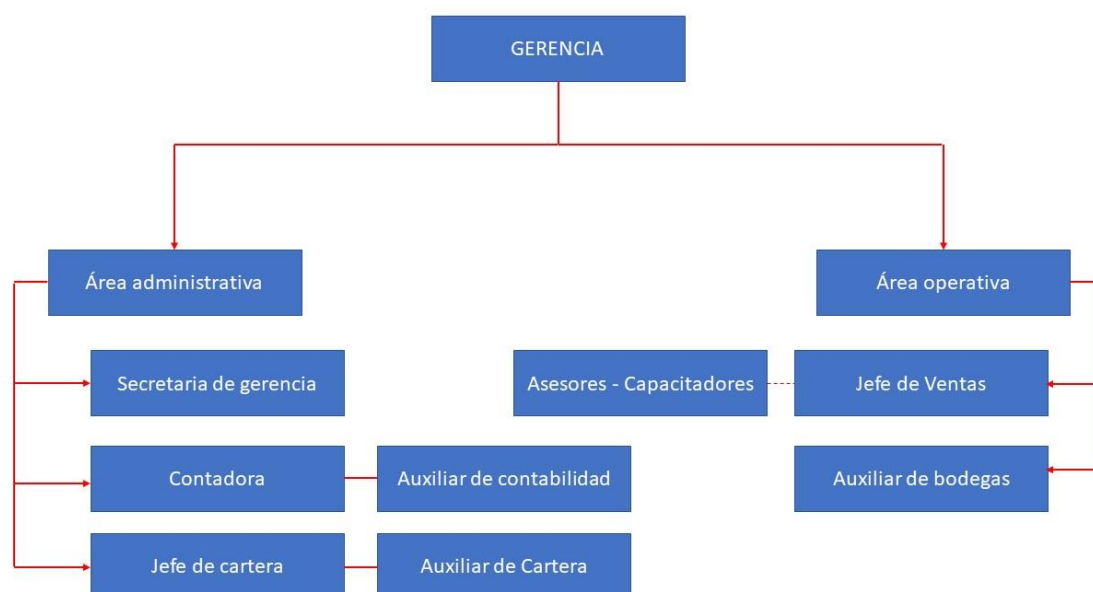 GERENCIA
Área administrativa
Área operativa
Secretaria de gerencia
Asesores - Capacitadores
Jefe de Ventas
Contadora
Auxiliar de contabilidad
Auxiliar de bodegas
Jefe de cartera
Auxiliar de Cartera